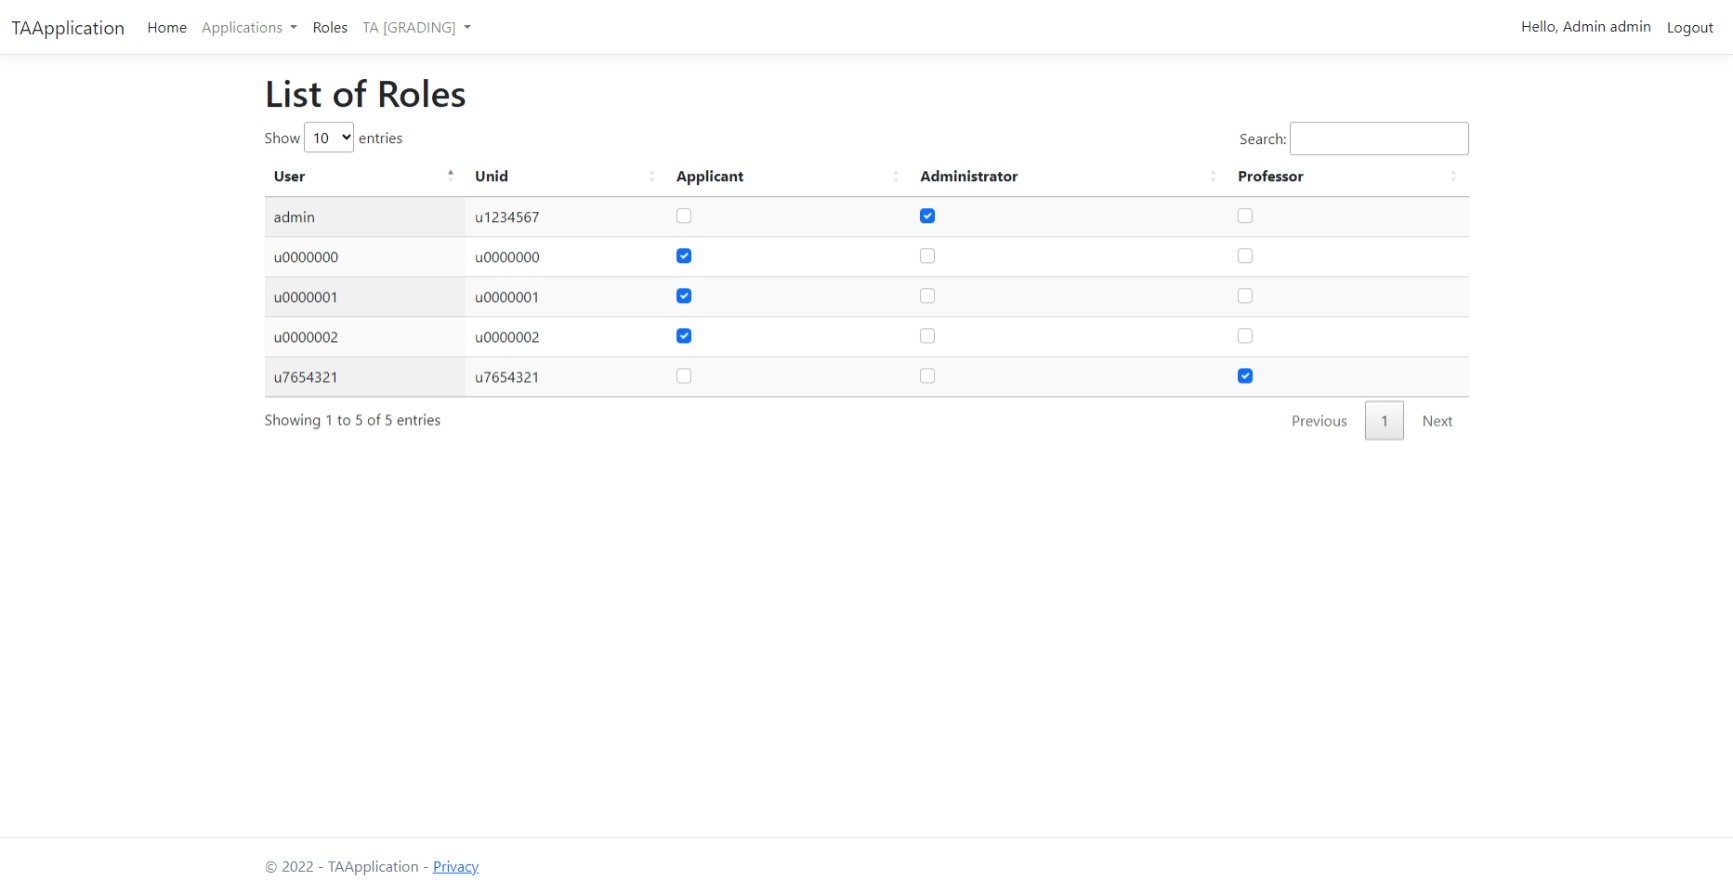 TAApplication Home Applications Roles TA [GRADING] Hello, Admin admin Logout
List of Roles
Show 10 entries Search:
User Unid Applicant Administrator Professor
admin u1234567
u0000000 u0000000
u0000001 u0000001
u0000002 u0000002
u7654321 u7654321
Showing 1 to 5 of 5 entries Previous 1 Next
© 2022 - TAApplication - Privacy